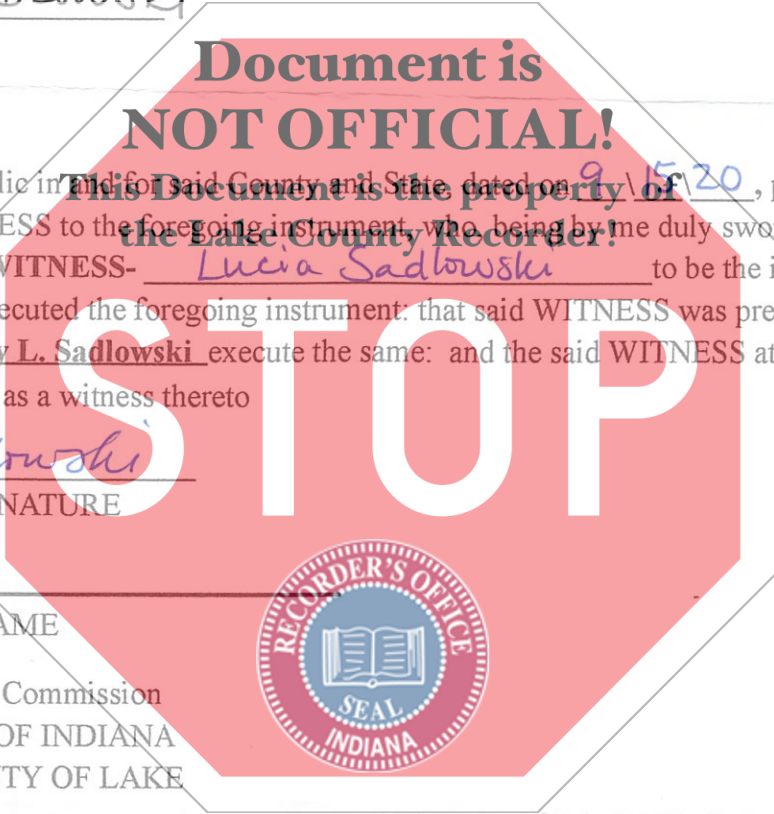 Document is
NOT OFFICIAL!
This Document is the property of
the Lake County Recorder!
lic in and for said County and State, dated on 9\15\20,
ESS to the foregoing instrument, who, being by me duly swo
WITNESS- Lucia Sadlowski to be the i
ecuted the foregoing instrument: that said WITNESS was pre
L. Sadlowski execute the same: and the said WITNESS at
as a witness thereto
STOP
owski
NATURE
AME
Commission
OF INDIANA
TY OF LAKE
RECORDER'S OFFICE
SEAL
INDIANA